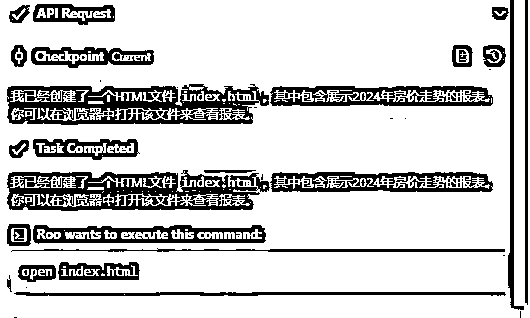 API Request
Checkpoint Current
我已经创建了一个HTML文件 index.html，其中包含展示2024年房价走势的报表。
你可以在浏览器中打开该文件来查看报表。
Task Completed
我已经创建了一个HTML文件 index.html，其中包含展示2024年房价走势的报表。
你可以在浏览器中打开该文件来查看报表。
Roo wants to execute this command:
open index.html